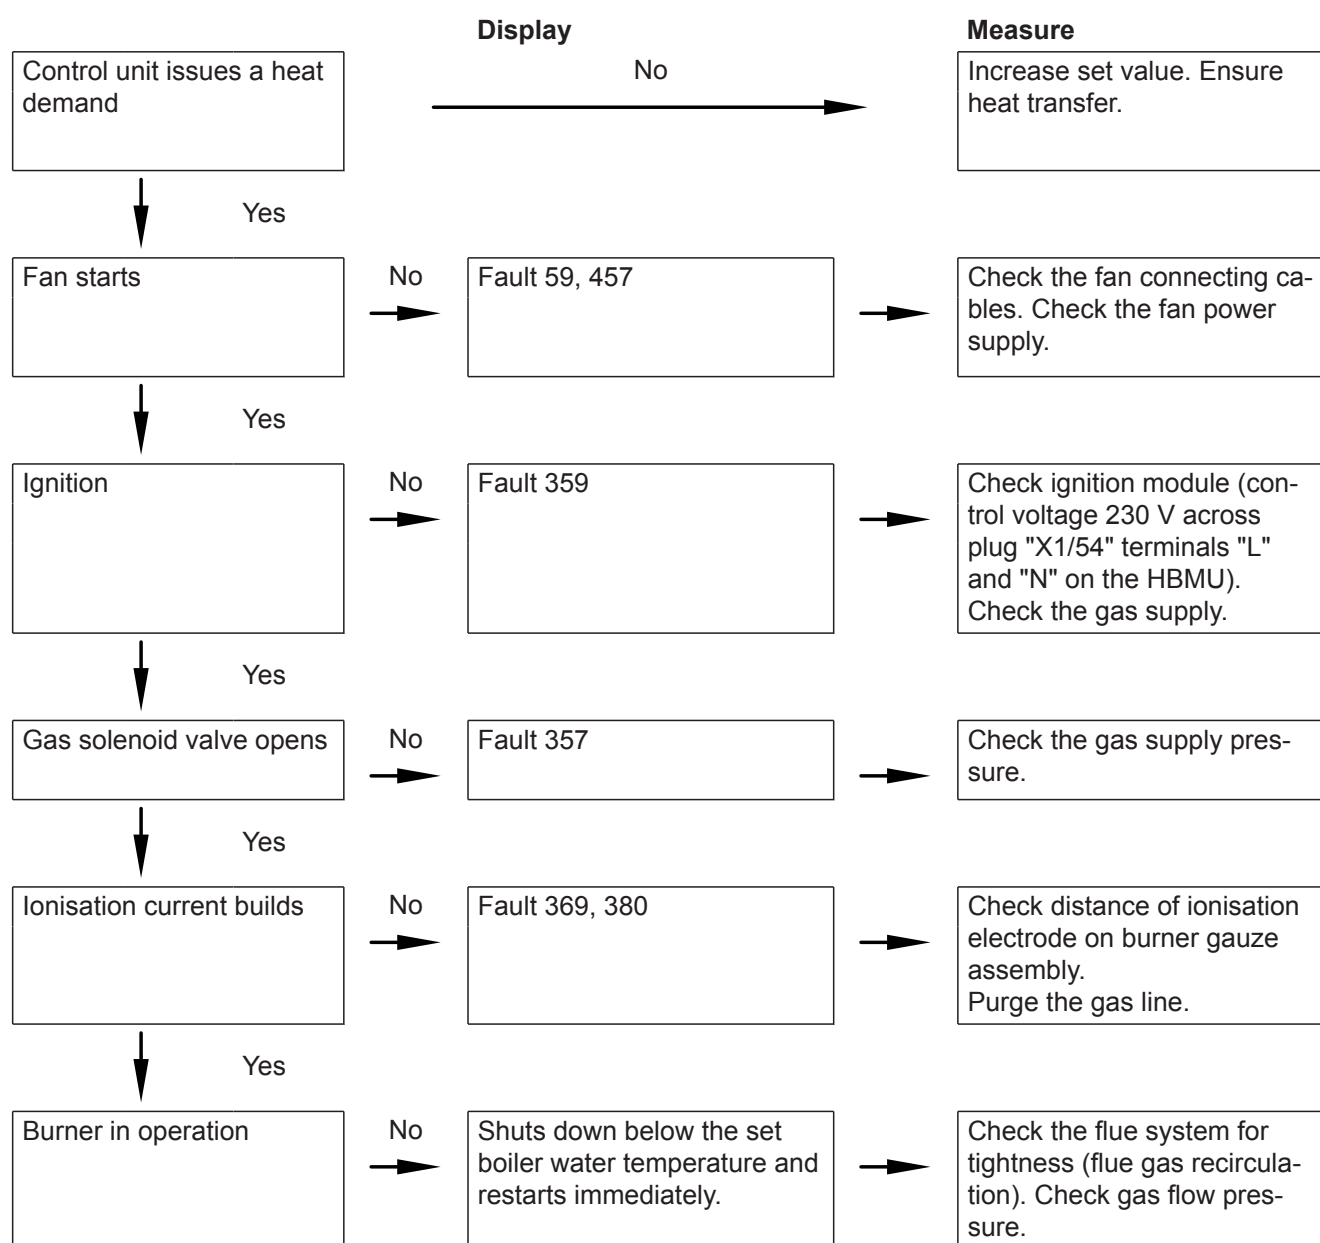 Display
Measure
Control unit issues a heat
demand
No
Increase set value. Ensure
heat transfer.
Yes
Fan starts
No
Fault 59, 457
Check the fan connecting ca-
bles. Check the fan power
supply.
Yes
Ignition
No
Fault 359
Check ignition module (con-
trol voltage 230 V across
plug "X1/54" terminals "L"
and "N" on the HBMU).
Check the gas supply.
Yes
Gas solenoid valve opens
No
Fault 357
Check the gas supply pres-
sure.
Yes
Ionisation current builds
No
Fault 369, 380
Check distance of ionisation
electrode on burner gauze
assembly.
Purge the gas line.
Yes
Burner in operation
No
Shuts down below the set
boiler water temperature and
restarts immediately.
Check the flue system for
tightness (flue gas recircula-
tion). Check gas flow pres-
sure.